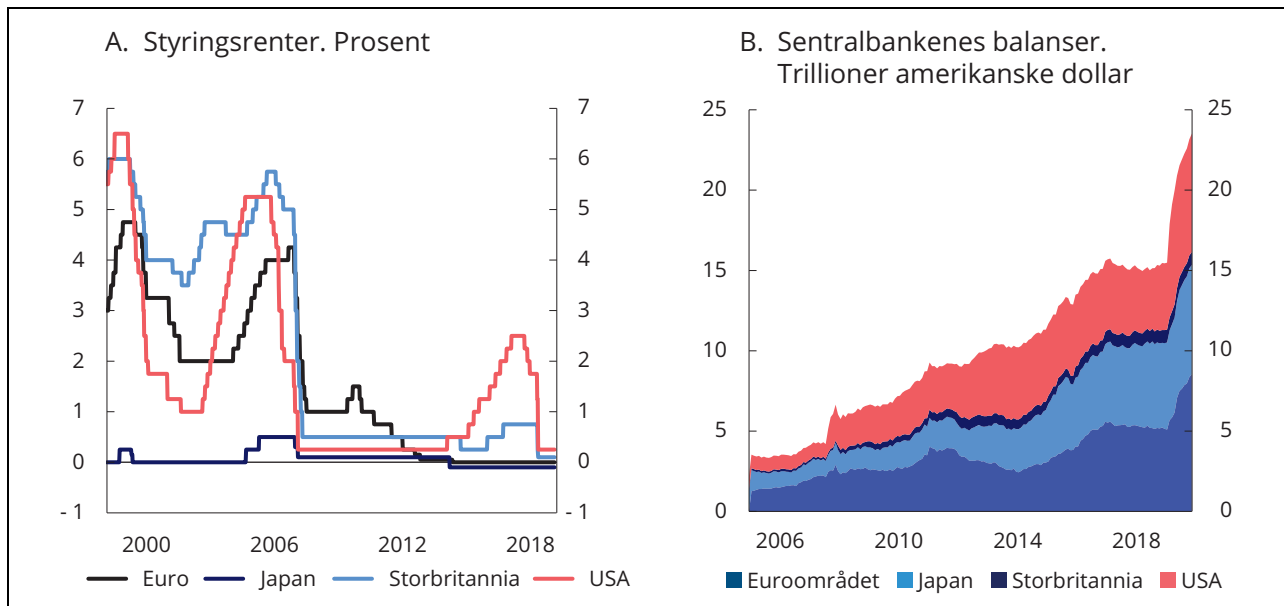 A. Styringsrenter. Prosent
7 7
6 6
5 5
4 4
3 3
2 2
1 1
0 0
- 1 - 1
2000 2006 2012 2018
Euro Japan Storbritannia USA
B. Sentralbankenes balanser.
Trillioner amerikanske dollar
25 25
20 20
15 15
10 10
5 5
0 0
2006 2010 2014 2018
Euroområdet Japan Storbritannia USA